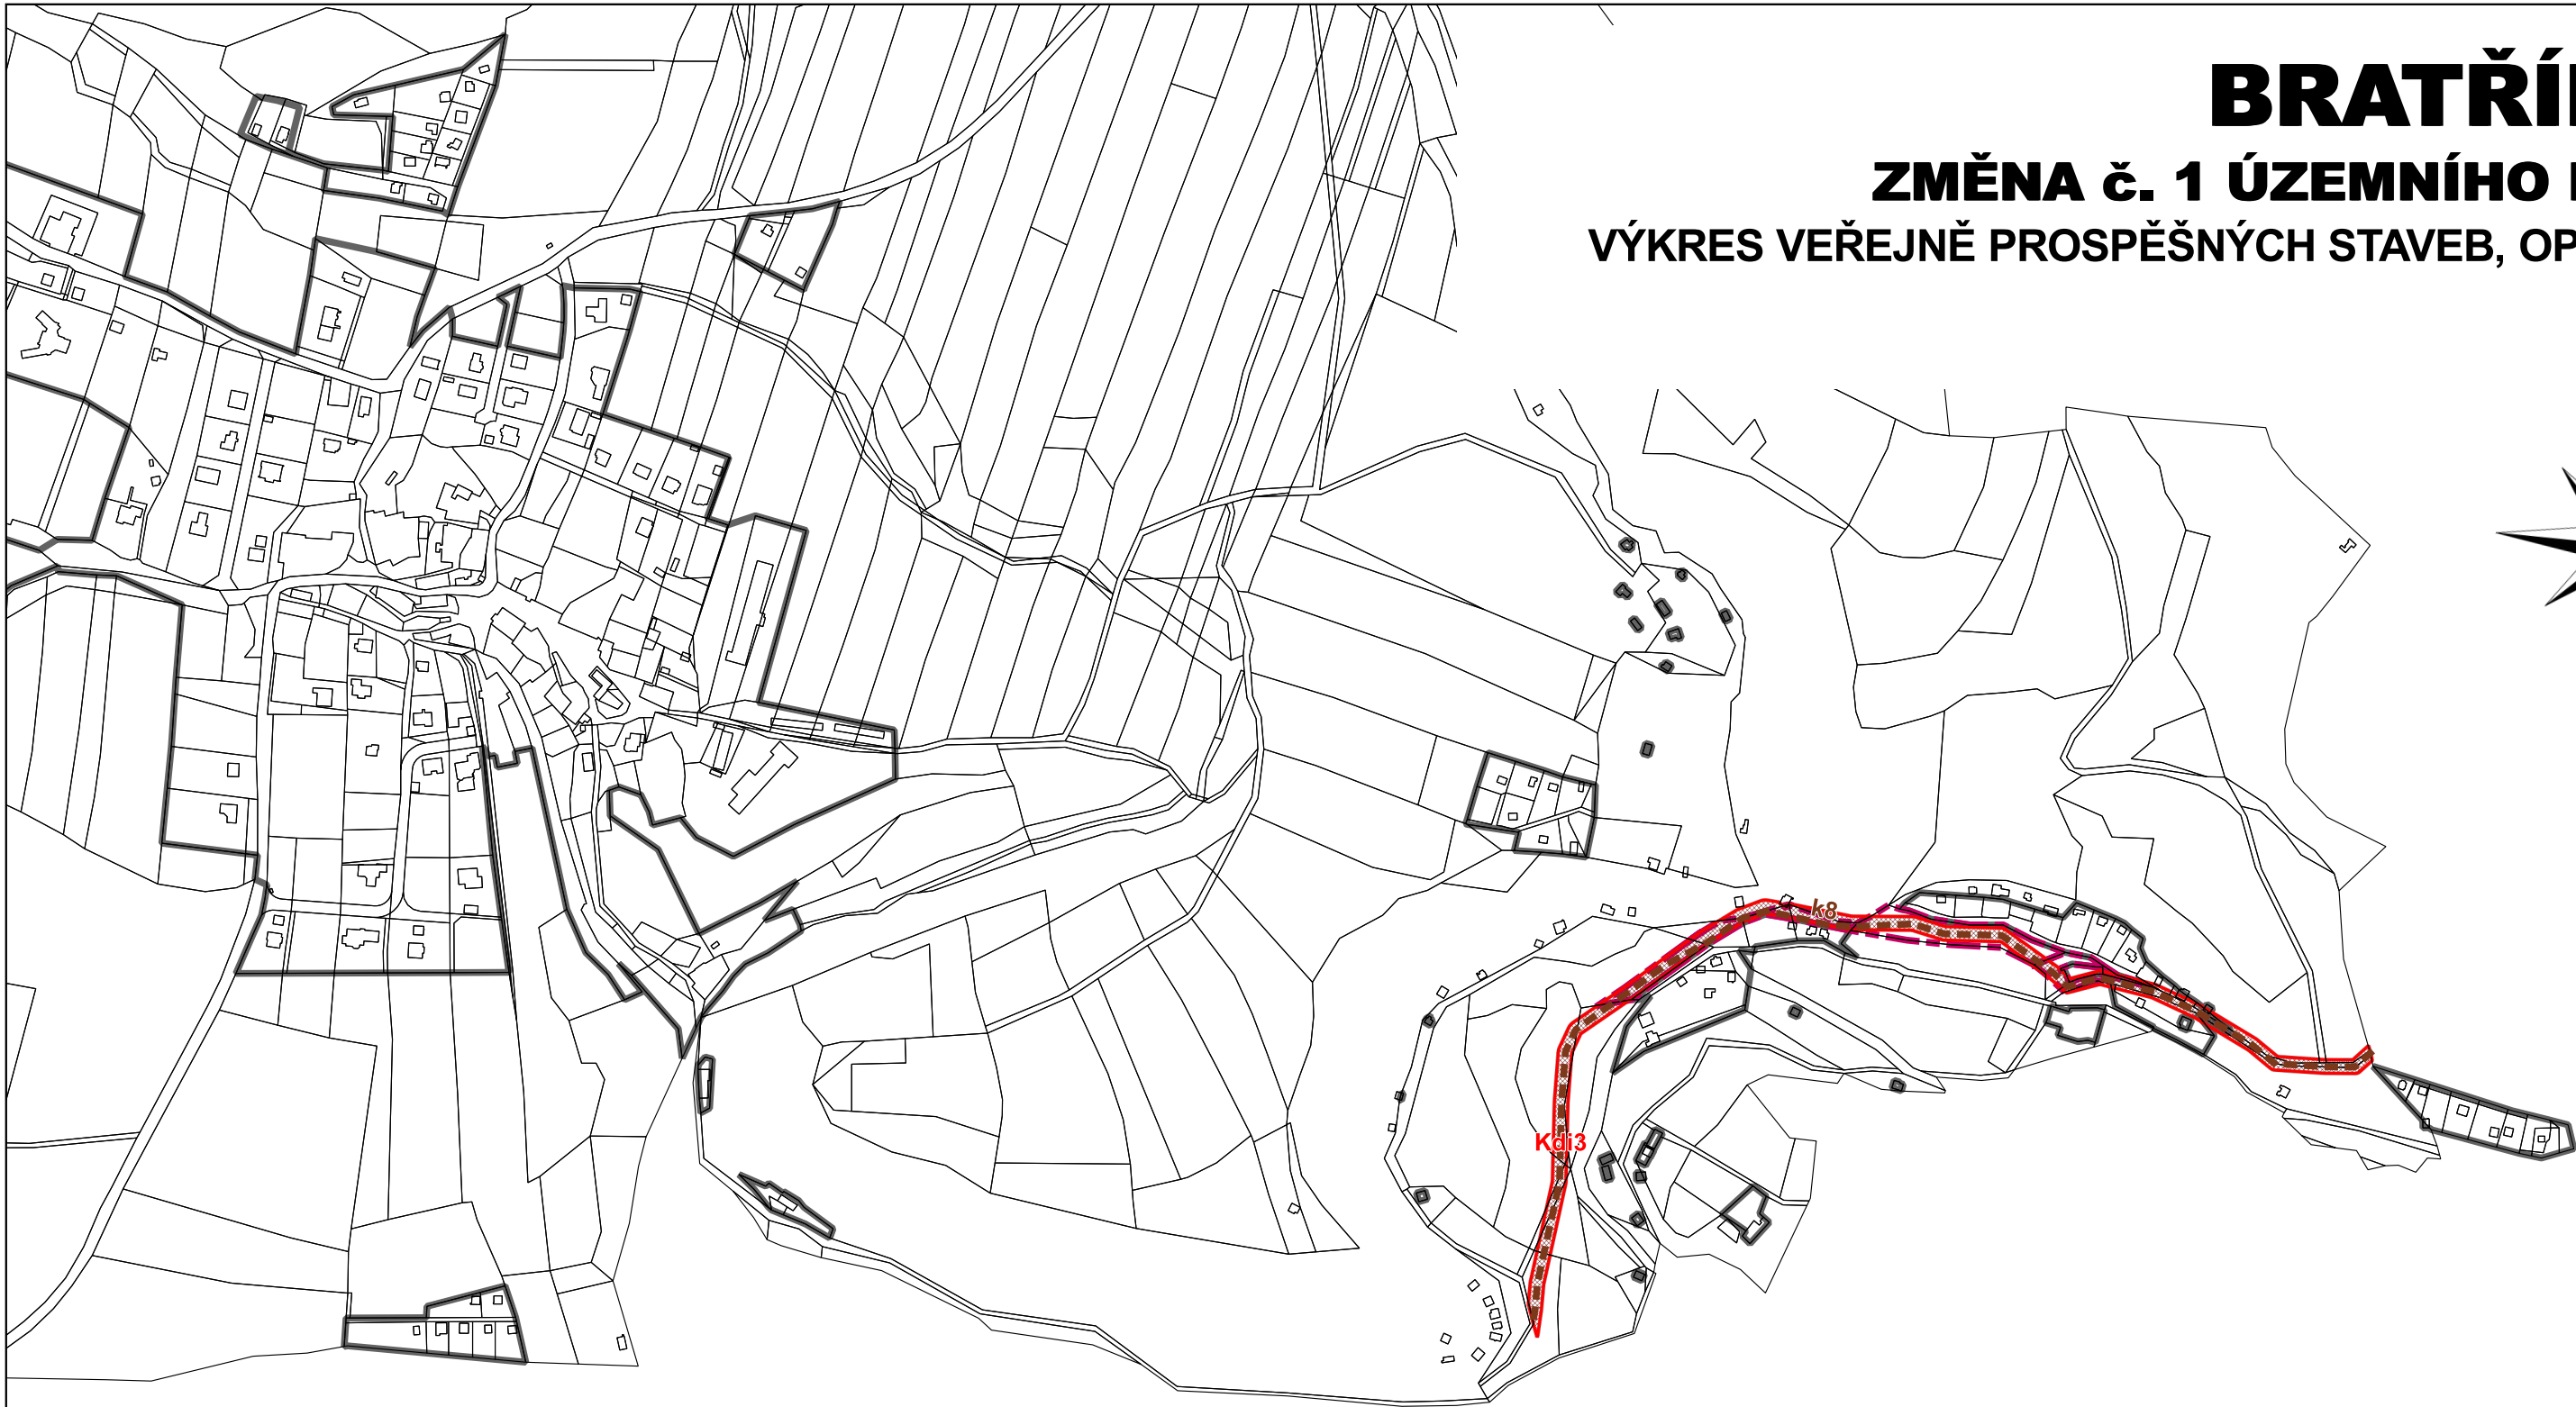 BRATŘÍ
ZMĚNA č. 1 ÚZEMNÍHO
VÝKRES VEŘEJNĚ PROSPĚŠNÝCH STAVEB, OP
k8
Kdi3